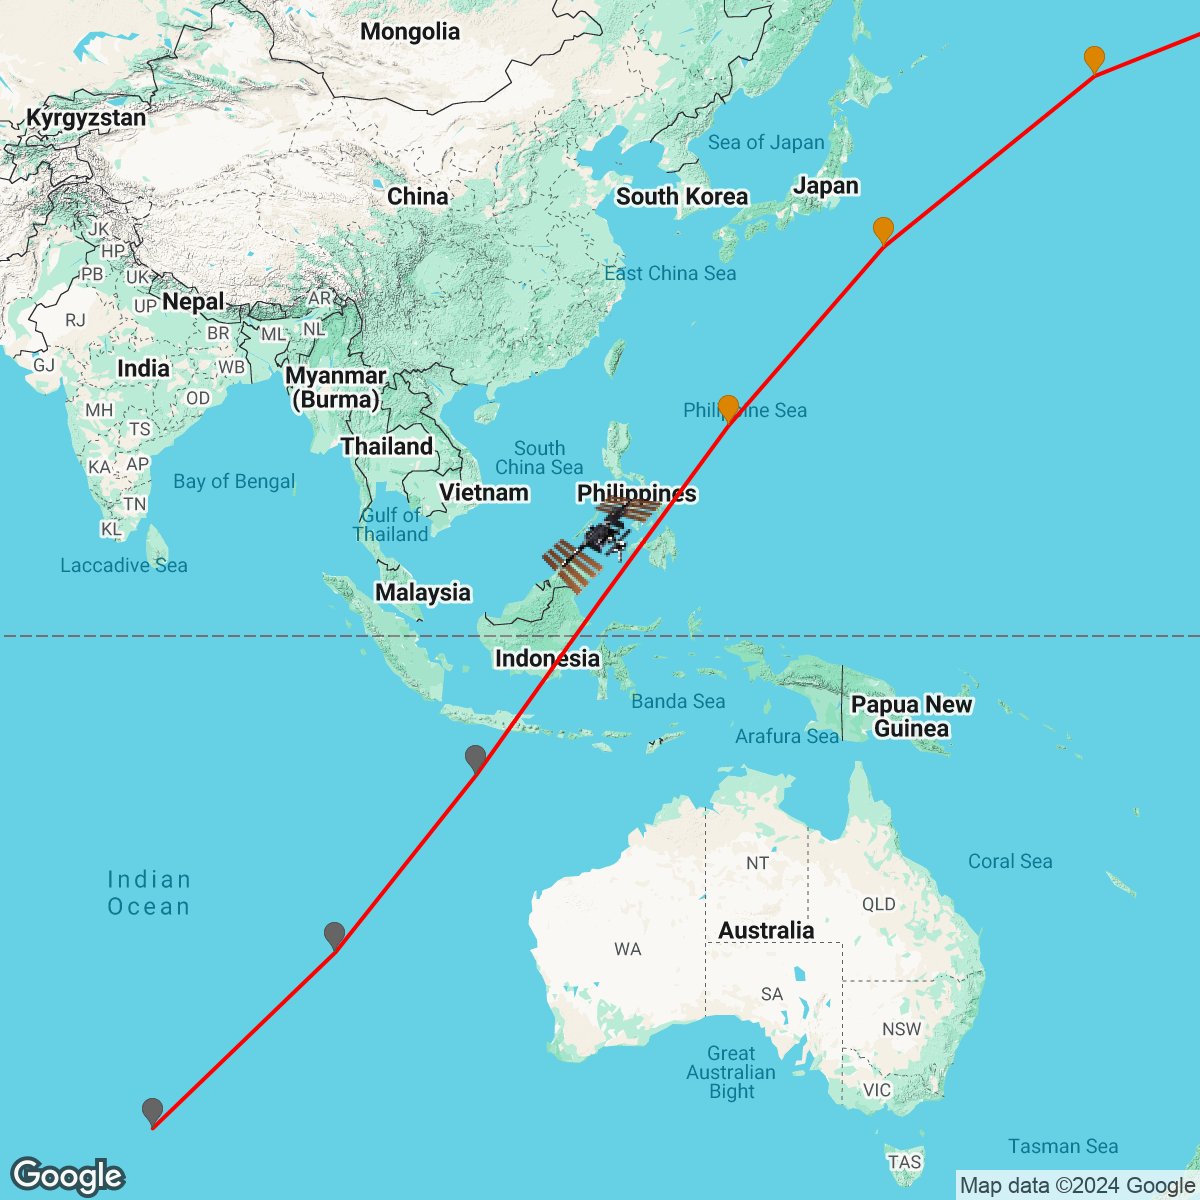 Mongolia
Kyrgyzstan
Sea of Japan
China
South Korea
Japan
JK
HP
PB
UK
East China Sea
Nepal
UP
AR
RJ
BR
ML
NL
GJ
India
WB
Myanmar
(Burma)
OD
MH
TS
Philippine Sea
Thailand
South
China Sea
KA
AP
Bay of Bengal
Vietnam
Philippines
TN
KL
Gulf of
Thailand
Laccadive Sea
Malaysia
Indonesia
Banda Sea
Papua New
Guinea
Arafura Sea
Indian
Ocean
NT
Coral Sea
QLD
WA
Australia
SA
NSW
Great
Australian
Bight
VIC
Tasman Sea
TAS
Google
Map data ©2024 Google